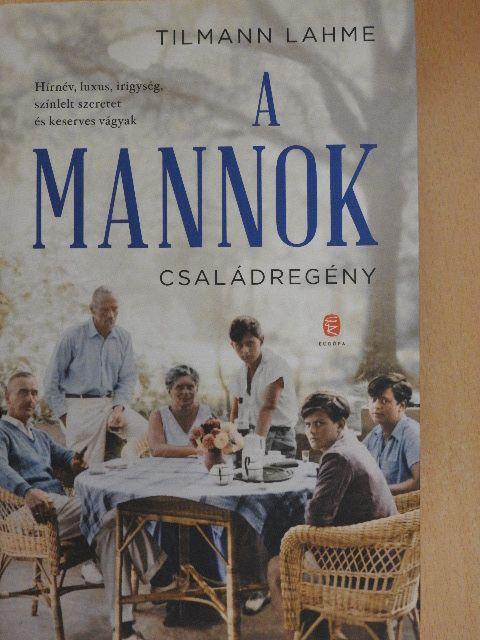 TILMANN LAHME
Hírnév, luxus, irigység,
színlelt szeretet
és keserves vágyak
A
MANNOK
CSALÁDREGÉNY
EURÓPA